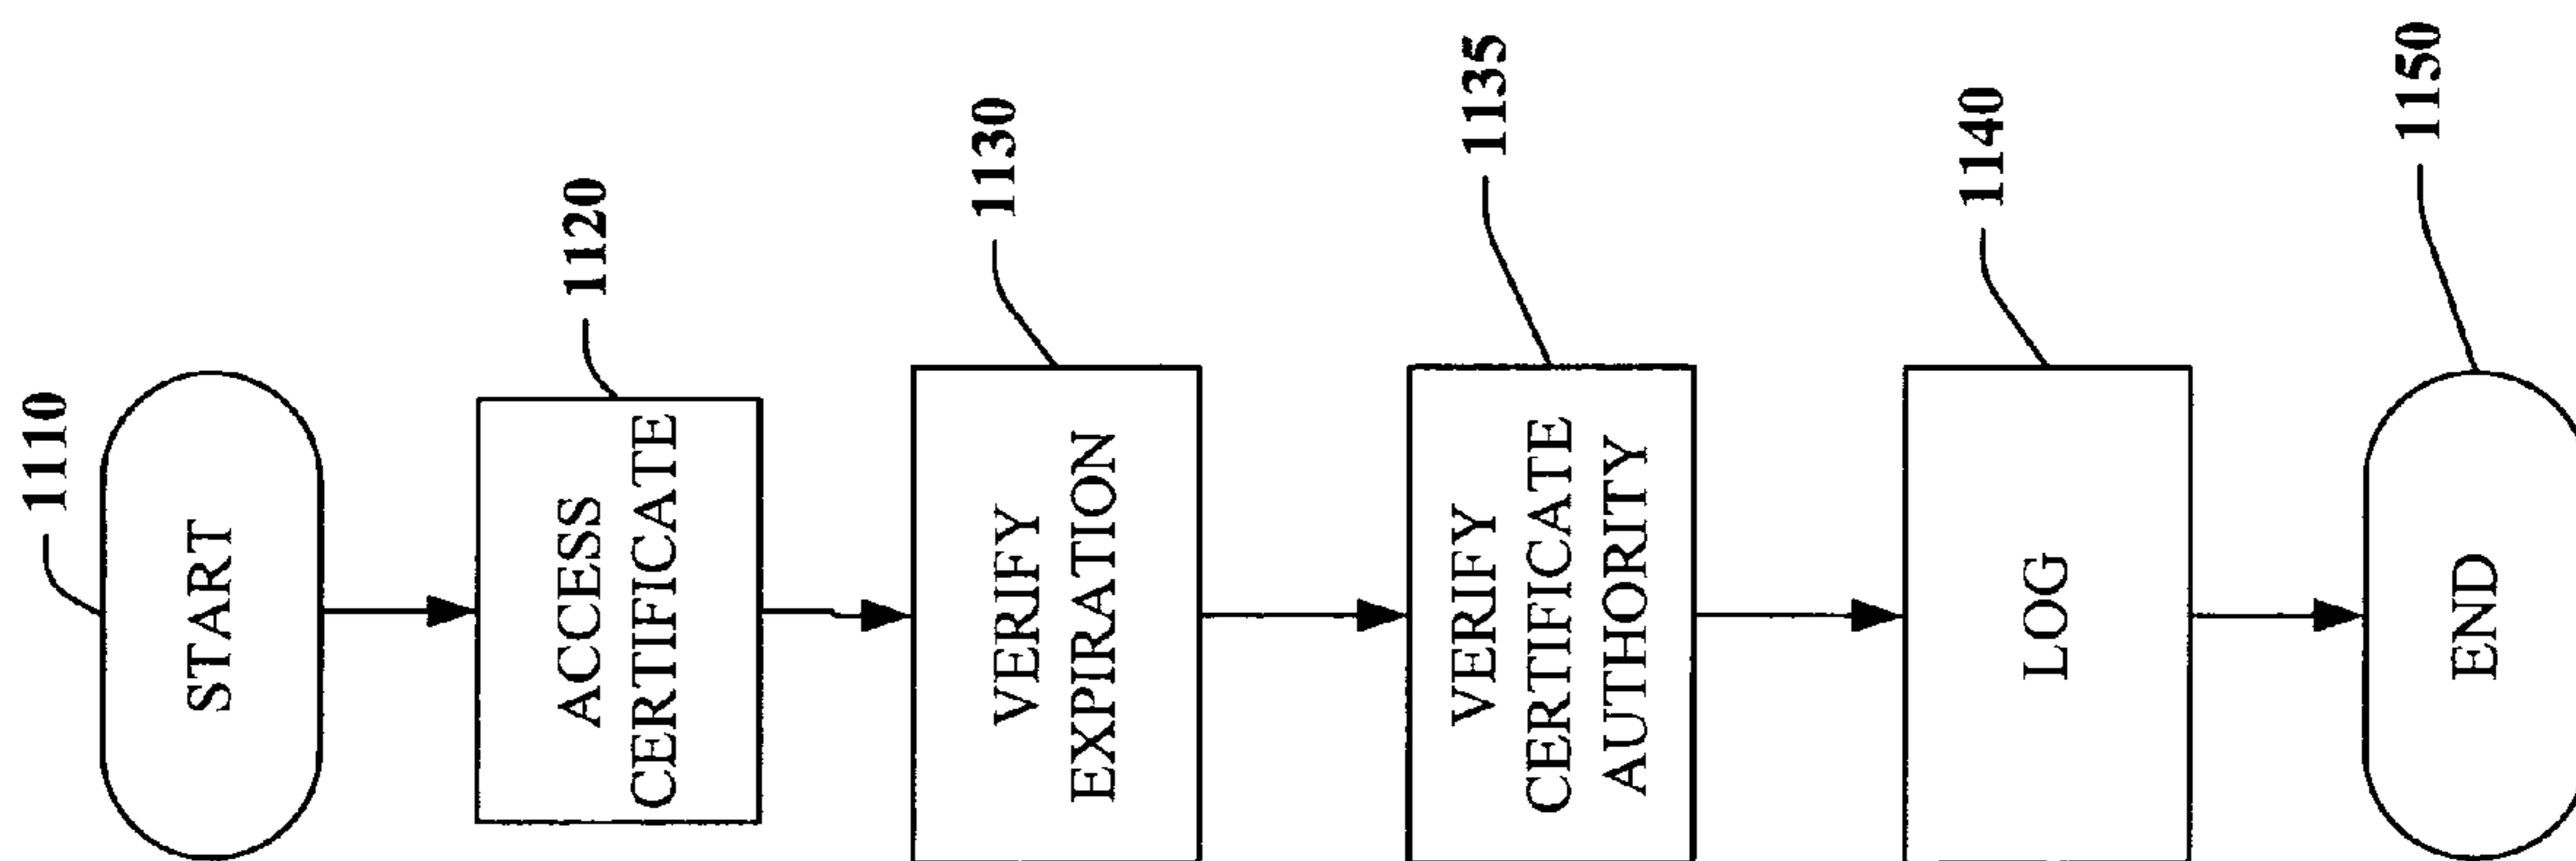 1110
START
1120
ACCESS
CERTIFICATE
1130
VERIFY
EXPIRATION
1135
VERIFY
CERTIFICATE
AUTHORITY
1140
LOG
1150
END